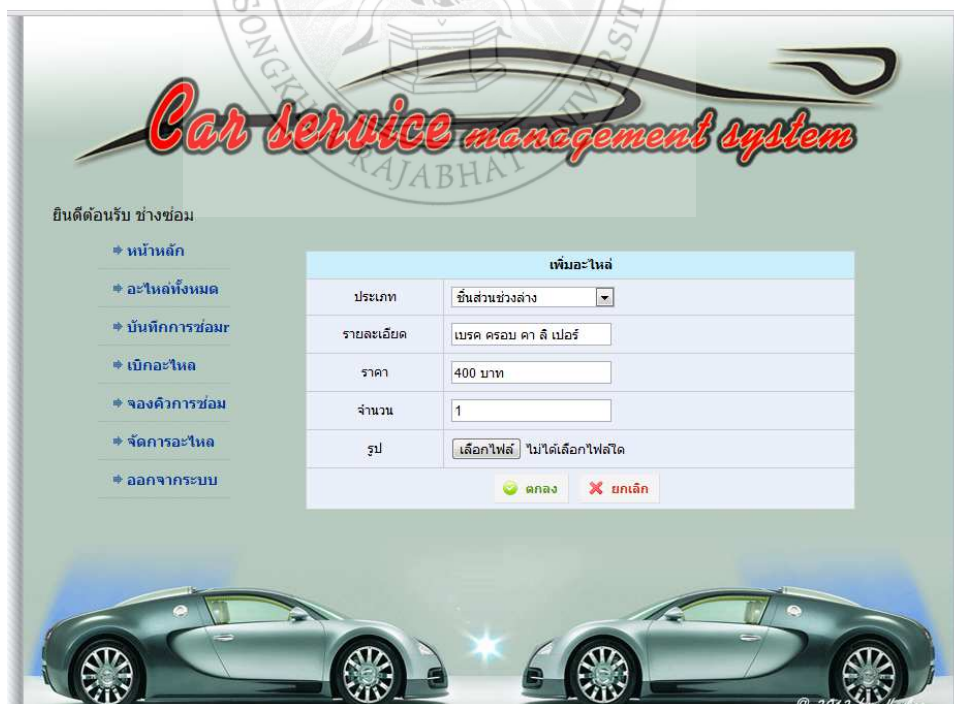 SONGKHLA RAJABHAT UNIVERSITY
Car service management system
ยินดีต้อนรับ ช่างซ่อม
หน้าหลัก
อะไหล่ทั้งหมด
บันทึกการซ่อมr
เบิกอะไหล
จองคิวการซ่อม
จัดการอะไหล
ออกจากระบบ
เพิ่มอะไหล่
ประเภท ชิ้นส่วนช่วงล่าง
รายละเอียด เบรค ครอบ คา ลิ เปอร์
ราคา 400 บาท
จำนวน 1
รูป เลือกไฟล์ ไม่ได้เลือกไฟล์ใด
ตกลง ยกเลิก